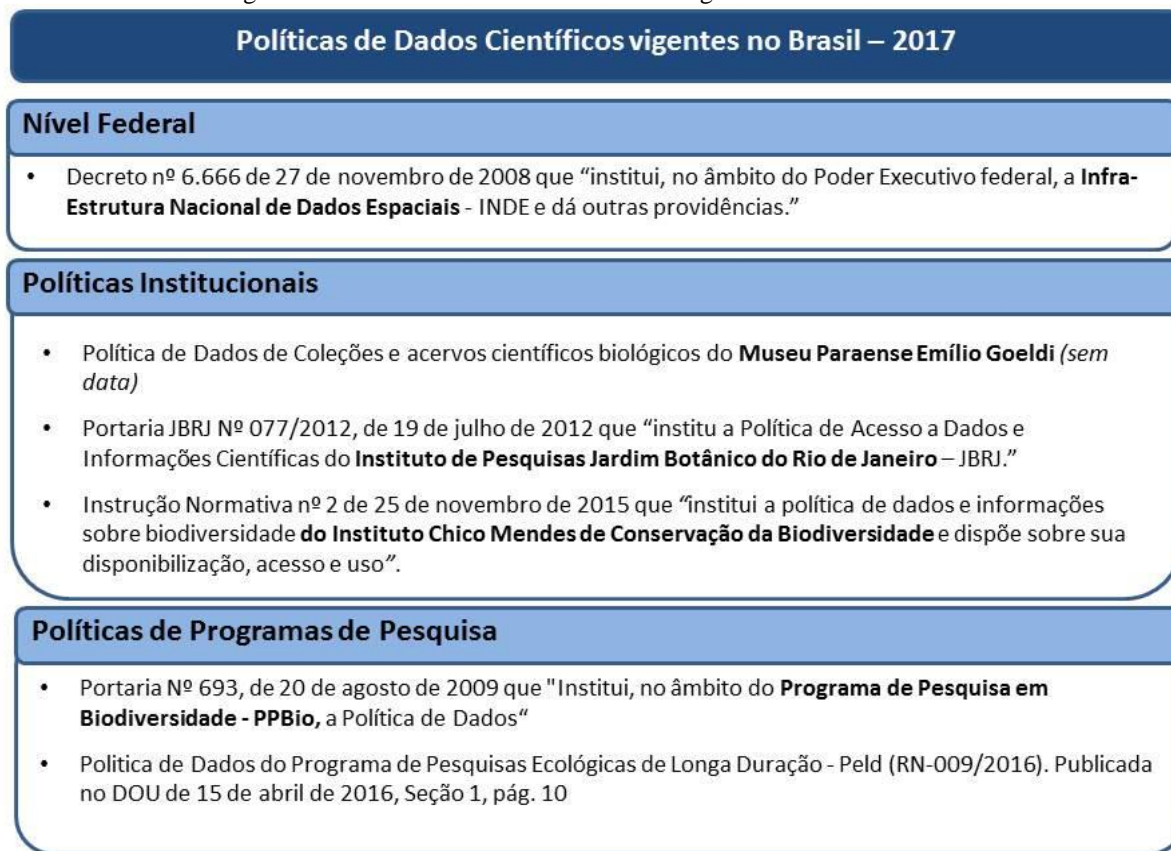 Políticas de Dados Científicos vigentes no Brasil – 2017
Nível Federal
• Decreto nº 6.666 de 27 de novembro de 2008 que “institui, no âmbito do Poder Executivo federal, a Infra-
Estrutura Nacional de Dados Espaciais - INDE e dá outras providências.”
Políticas Institucionais
• Política de Dados de Coleções e acervos científicos biológicos do Museu Paraense Emílio Goeldi (sem
data)
• Portaria JBRJ Nº 077/2012, de 19 de julho de 2012 que “institu a Política de Acesso a Dados e
Informações Científicas do Instituto de Pesquisas Jardim Botânico do Rio de Janeiro – JBRJ.”
• Instrução Normativa nº 2 de 25 de novembro de 2015 que “institui a política de dados e informações
sobre biodiversidade do Instituto Chico Mendes de Conservação da Biodiversidade e dispõe sobre sua
disponibilização, acesso e uso”.
Políticas de Programas de Pesquisa
• Portaria Nº 693, de 20 de agosto de 2009 que "Institui, no âmbito do Programa de Pesquisa em
Biodiversidade - PPBio, a Política de Dados“
• Politica de Dados do Programa de Pesquisas Ecológicas de Longa Duração - Peld (RN-009/2016). Publicada
no DOU de 15 de abril de 2016, Seção 1, pág. 10